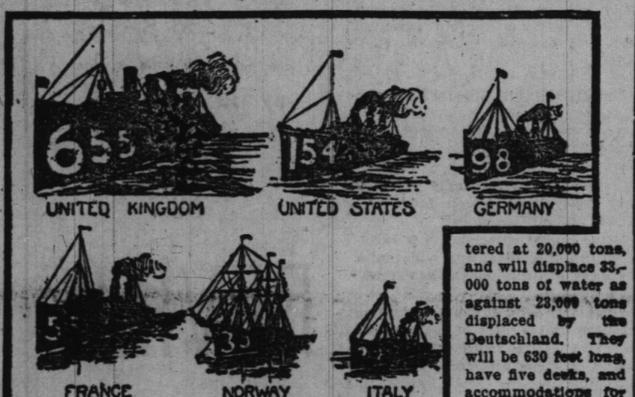 655
154
98
UNITED KINGDOM
UNITED STATES
GERMANY
FRANCE
NORWAY
ITALY
tered at 20,000 tons,
and will displace 33,-
000 tons of water as
against 23,000 tons
displaced by the
Deutschland. They
will be 630 feet long,
have five decks, and
accommodations for